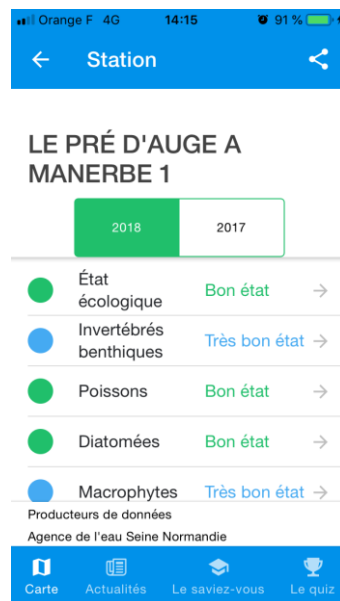 Orange F 4G 14:15 91 %
Station
LE PRÉ D'AUGE A
MANERBE 1
2018 2017
État
écologique Bon état
Invertébrés
benthiques Très bon état
Poissons Bon état
Diatomées Bon état
Macrophytes Très bon état
Producteurs de données
Agence de l'eau Seine Normandie
Carte Actualités Le saviez-vous Le quiz